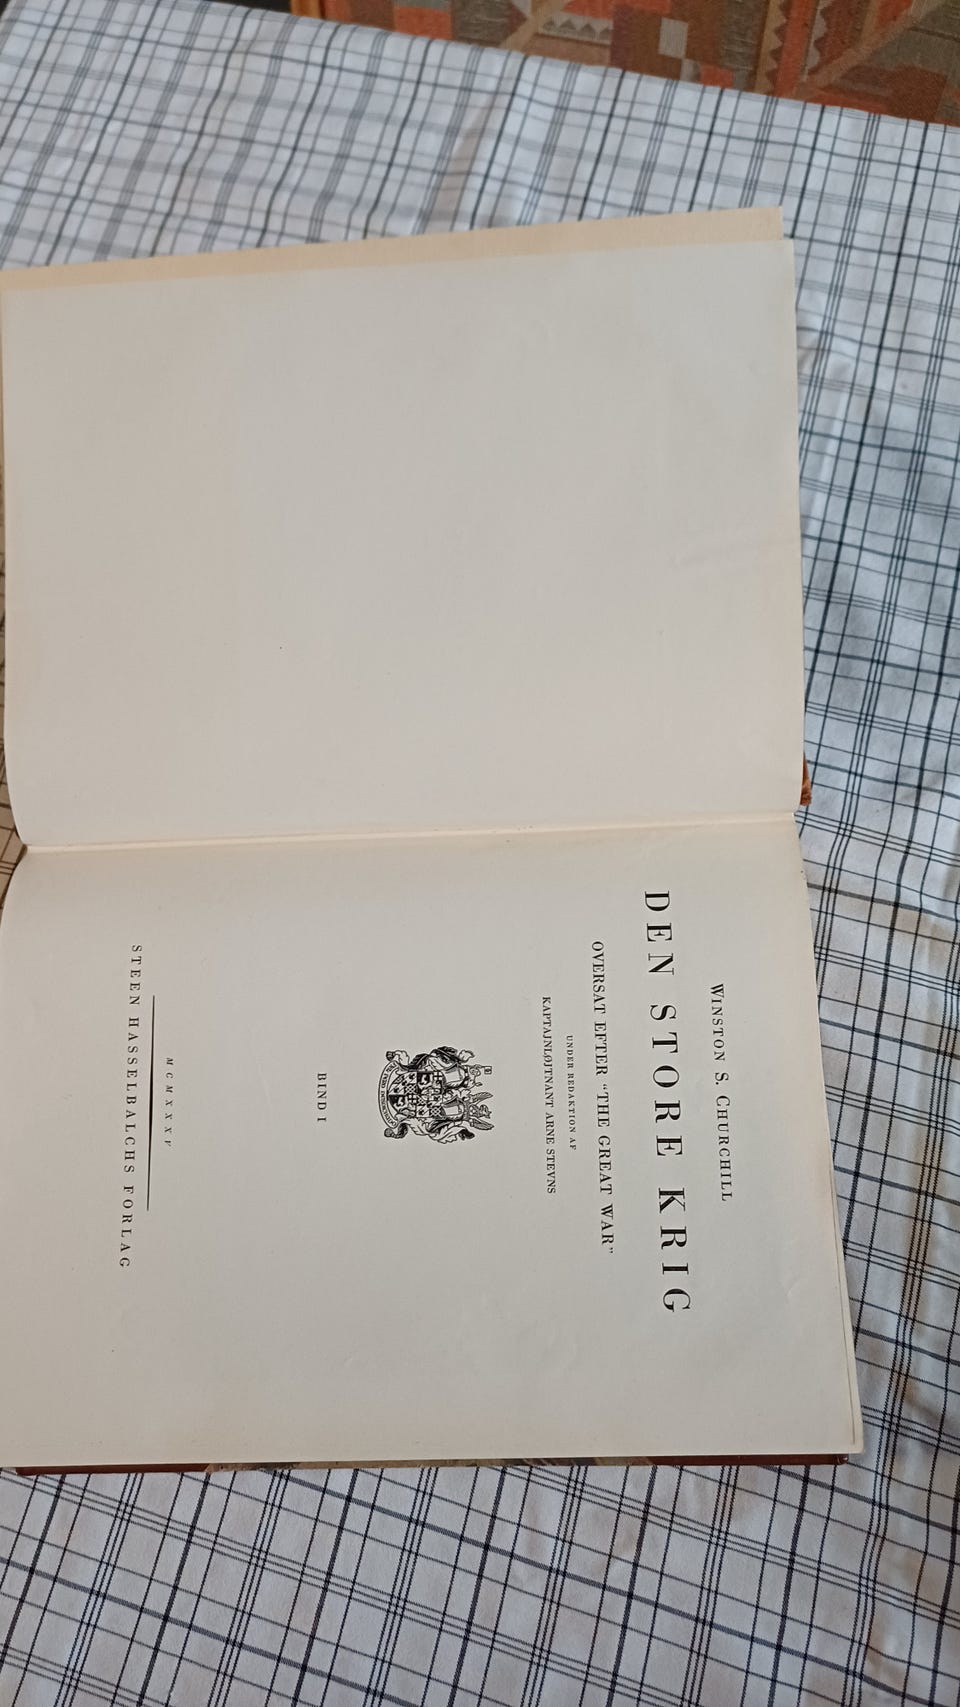 WINSTON S. CHURCHILL
DEN STORE KRIG
OVERSAT EFTER "THE GREAT WAR"
UNDER REDAKTION AF
KAPTAJNLØJTNANT ARNE STEVNS
BIND I
MCMXXXV
STEEN HASSELBALCHS FORLAG